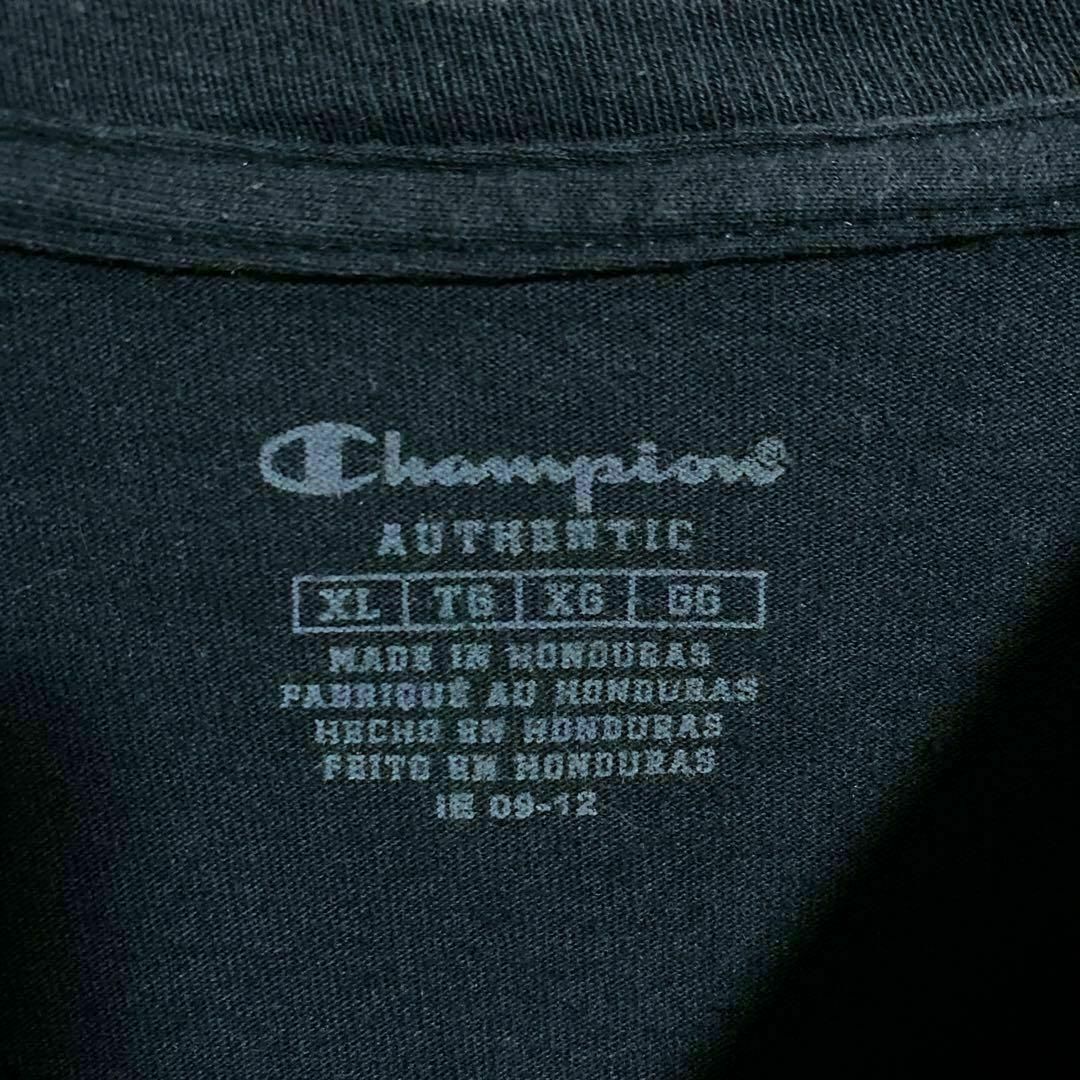 Champion®
AUTHENTIC
XL TG XG GG
MADE IN HONDURAS
FABRIQUÉ AU HONDURAS
HECHO EN HONDURAS
FEITO EM HONDURAS
09-12